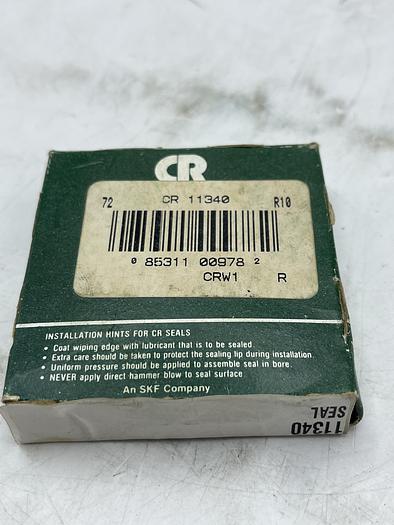 CR
72 CR 11340 R10
0 85311 00978 2
CRW1 R
INSTALLATION HINTS FOR CR SEALS
• Coat wiping edge with lubricant that is to be sealed.
• Extra care should be taken to protect the sealing lip during installation.
• Uniform pressure should be applied to assemble seal in bore.
• NEVER apply direct hammer blow to seal surface.
An SKF Company
11340
SEAL